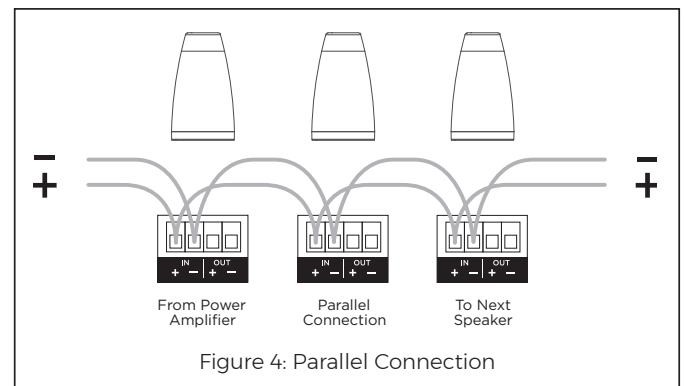 − −
+ +
IN OUT IN OUT IN OUT
+ − + − + − + − + − + −
From Power Parallel To Next
Amplifier Connection Speaker
Figure 4: Parallel Connection